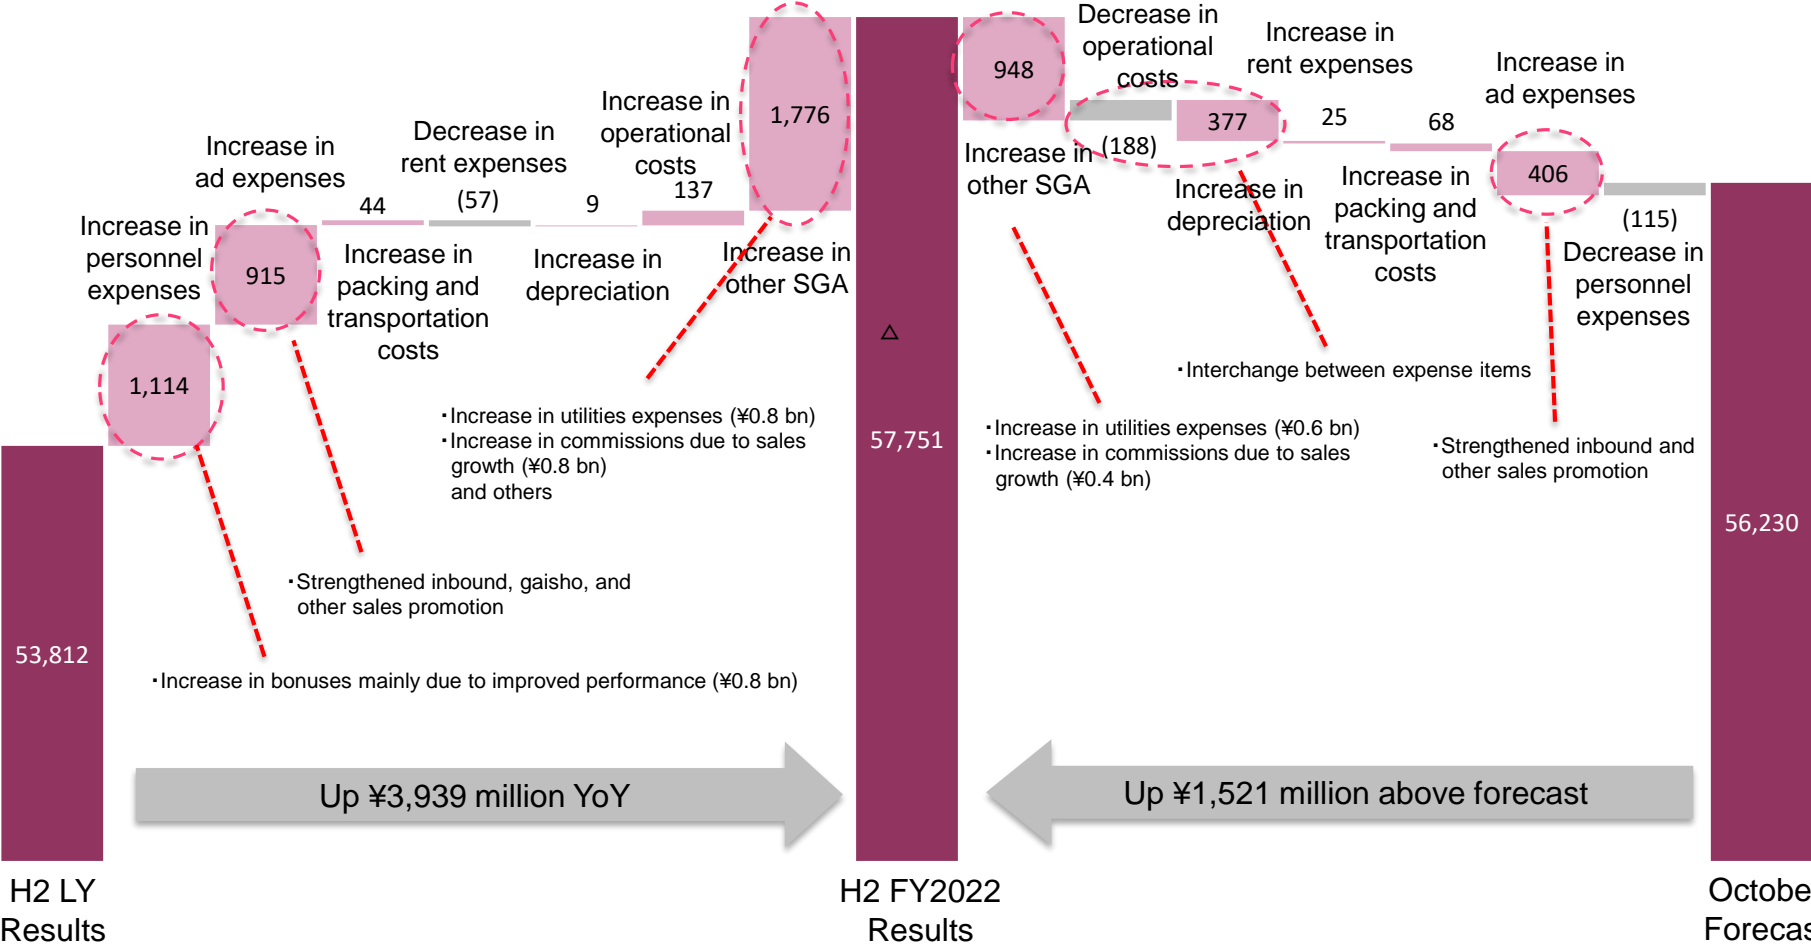 Increase in
personnel
expenses
1,114
Increase in
ad expenses
915
44
Increase in
packing and
transportation
costs
Decrease in
rent expenses
(57)
9
Increase in
depreciation
Increase in
operational
costs
137
1,776
Increase in
other SGA
△
57,751
948
Increase in
other SGA
Decrease in
operational
costs
(188)
377
Increase in
depreciation
Increase in
rent expenses
25
68
Increase in
packing and
transportation
costs
Increase in
ad expenses
406
(115)
Decrease in
personnel
expenses
56,230
53,812
・Increase in utilities expenses (¥0.8 bn)
・Increase in commissions due to sales
growth (¥0.8 bn)
and others
・Strengthened inbound, gaisho, and
other sales promotion
・Increase in bonuses mainly due to improved performance (¥0.8 bn)
・Interchange between expense items
・Increase in utilities expenses (¥0.6 bn)
・Increase in commissions due to sales
growth (¥0.4 bn)
・Strengthened inbound and
other sales promotion
Up ¥3,939 million YoY
Up ¥1,521 million above forecast
H2 LY
Results
H2 FY2022
Results
Octobe
Forecas